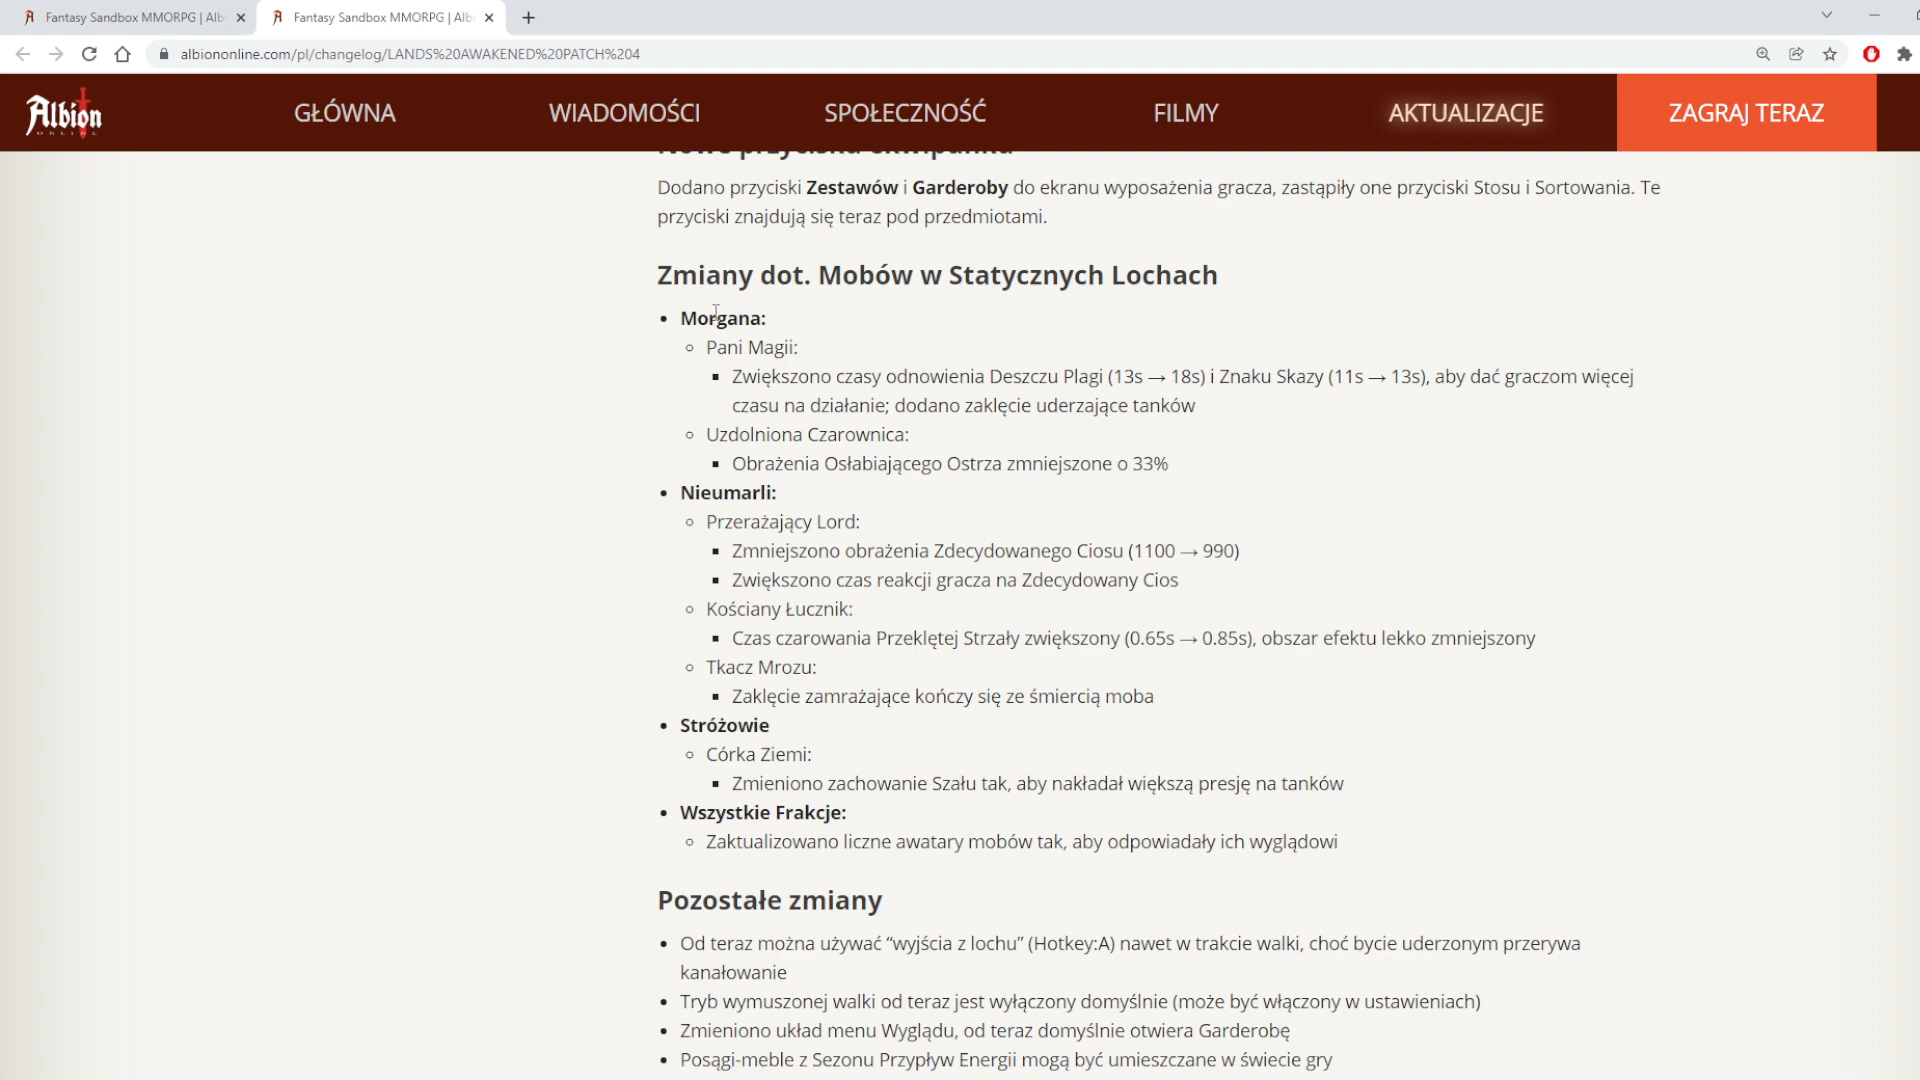 Fantasy Sandbox MMORPG | Alb
Fantasy Sandbox MMORPG | Alb
albiononline.com/pl/changelog/LANDS%20AWAKENED%20PATCH%204
Albion
ONLINE
GŁÓWNA
WIADOMOŚCI
SPOŁECZNOŚĆ
FILMY
AKTUALIZACJE
ZAGRAJ TERAZ
Nowe przyciski ekwipunku
Dodano przyciski Zestawów i Garderoby do ekranu wyposażenia gracza, zastąpiły one przyciski Stosu i Sortowania. Te
przyciski znajdują się teraz pod przedmiotami.
Zmiany dot. Mobów w Statycznych Lochach
Morgana:
Pani Magii:
Zwiększono czasy odnowienia Deszczu Plagi (13s → 18s) i Znaku Skazy (11s → 13s), aby dać graczom więcej
czasu na działanie; dodano zaklęcie uderzające tanków
Uzdolniona Czarownica:
Obrażenia Osłabiającego Ostrza zmniejszone o 33%
Nieumarli:
Przerażający Lord:
Zmniejszono obrażenia Zdecydowanego Ciosu (1100 → 990)
Zwiększono czas reakcji gracza na Zdecydowany Cios
Kościany Łucznik:
Czas czarowania Przeklętej Strzały zwiększony (0.65s → 0.85s), obszar efektu lekko zmniejszony
Tkacz Mrozu:
Zaklęcie zamrażające kończy się ze śmiercią moba
Stróżowie
Córka Ziemi:
Zmieniono zachowanie Szału tak, aby nakładał większą presję na tanków
Wszystkie Frakcje:
Zaktualizowano liczne awatary mobów tak, aby odpowiadały ich wyglądowi
Pozostałe zmiany
Od teraz można używać “wyjścia z lochu” (Hotkey:A) nawet w trakcie walki, choć bycie uderzonym przerywa
kanałowanie
Tryb wymuszonej walki od teraz jest wyłączony domyślnie (może być włączony w ustawieniach)
Zmieniono układ menu Wyglądu, od teraz domyślnie otwiera Garderobę
Posągi-meble z Sezonu Przypływ Energii mogą być umieszczane w świecie gry